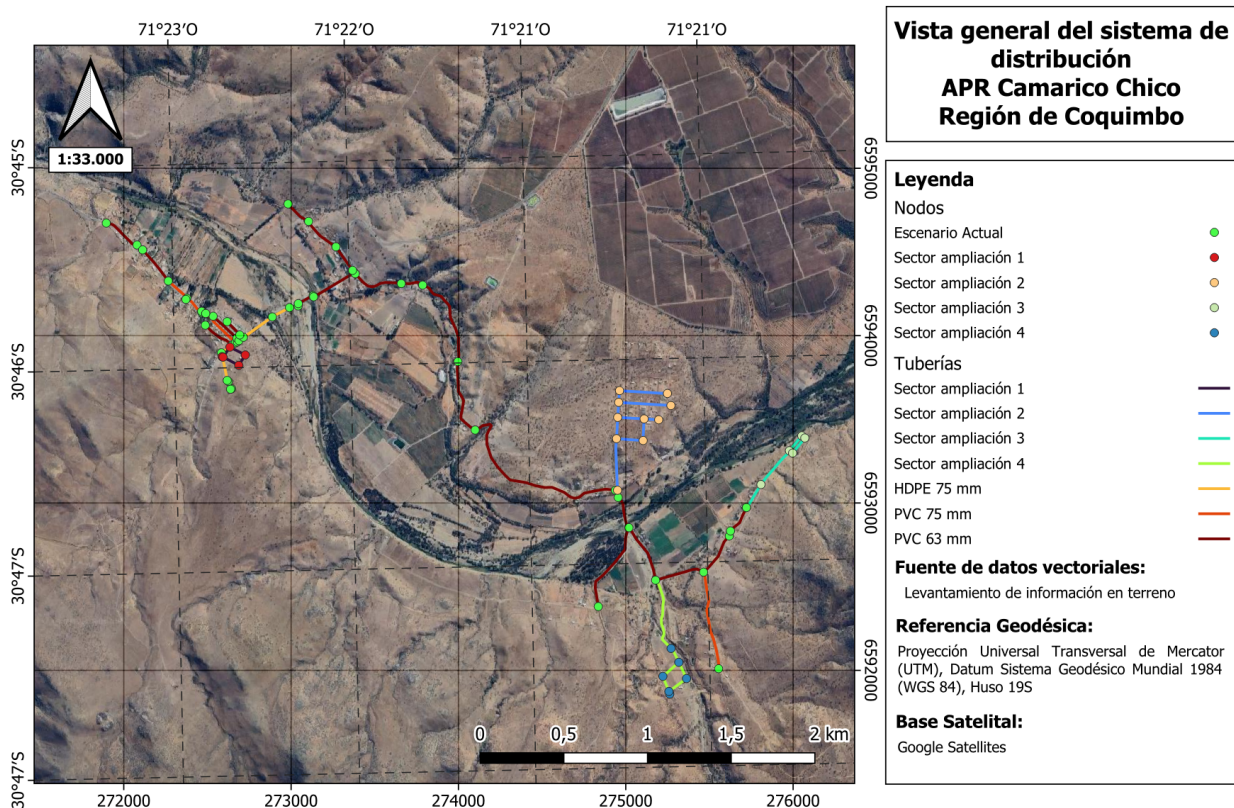 71°23′O
71°22′O
71°21′O
71°21′O
1:33.000
30°45′S
30°46′S
30°47′S
30°47′S
6595000
6594000
6593000
6592000
0
0,5
1
1,5
2 km
272000
273000
274000
275000
276000
Vista general del sistema de
distribución
APR Camarico Chico
Región de Coquimbo
Leyenda
Nodos
Escenario Actual
Sector ampliación 1
Sector ampliación 2
Sector ampliación 3
Sector ampliación 4
Tuberías
Sector ampliación 1
Sector ampliación 2
Sector ampliación 3
Sector ampliación 4
HDPE 75 mm
PVC 75 mm
PVC 63 mm
Fuente de datos vectoriales:
Levantamiento de información en terreno
Referencia Geodésica:
Proyección Universal Transversal de Mercator
(UTM), Datum Sistema Geodésico Mundial 1984
(WGS 84), Huso 19S
Base Satelital:
Google Satellites